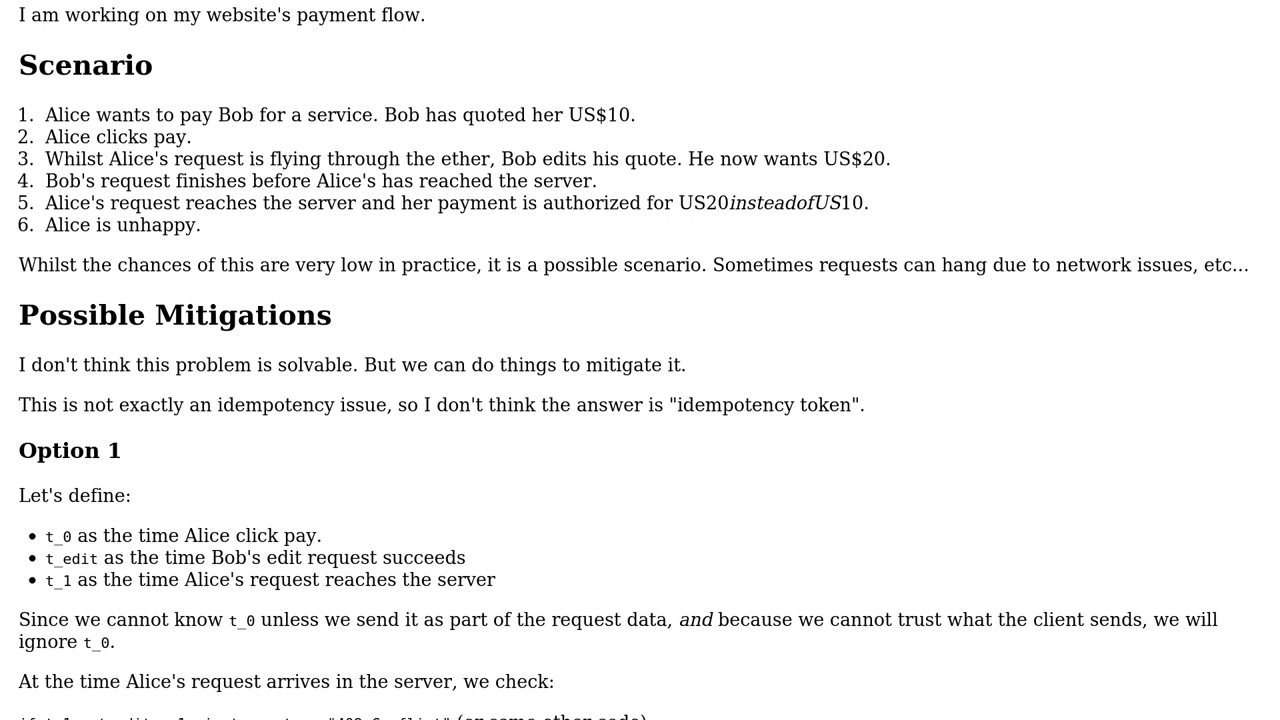 I am working on my website's payment flow.
Scenario
1. Alice wants to pay Bob for a service. Bob has quoted her US$10.
2. Alice clicks pay.
3. Whilst Alice's request is flying through the ether, Bob edits his quote. He now wants US$20.
4. Bob's request finishes before Alice's has reached the server.
5. Alice's request reaches the server and her payment is authorized for US20insteadofUS10.
6. Alice is unhappy.
Whilst the chances of this are very low in practice, it is a possible scenario. Sometimes requests can hang due to network issues, etc...
Possible Mitigations
I don't think this problem is solvable. But we can do things to mitigate it.
This is not exactly an idempotency issue, so I don't think the answer is "idempotency token".
Option 1
Let's define:
• t_0 as the time Alice click pay.
• t_edit as the time Bob's edit request succeeds
• t_1 as the time Alice's request reaches the server
Since we cannot know t_0 unless we send it as part of the request data, and because we cannot trust what the client sends, we will
ignore t_0.
At the time Alice's request arrives in the server, we check:
(or some other code)